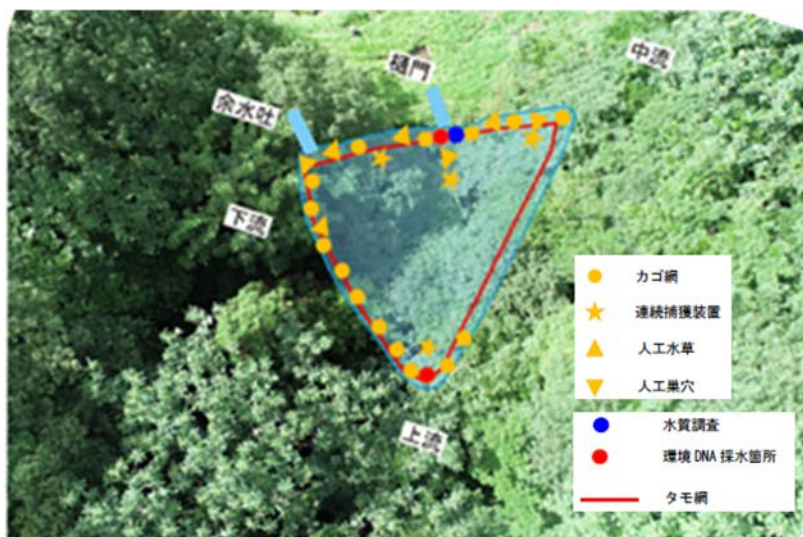 中流
樋門
余水吐
下流
上流
カゴ網
連続捕獲装置
人工水草
人工巣穴
水質調査
環境DNA採水箇所
タモ網